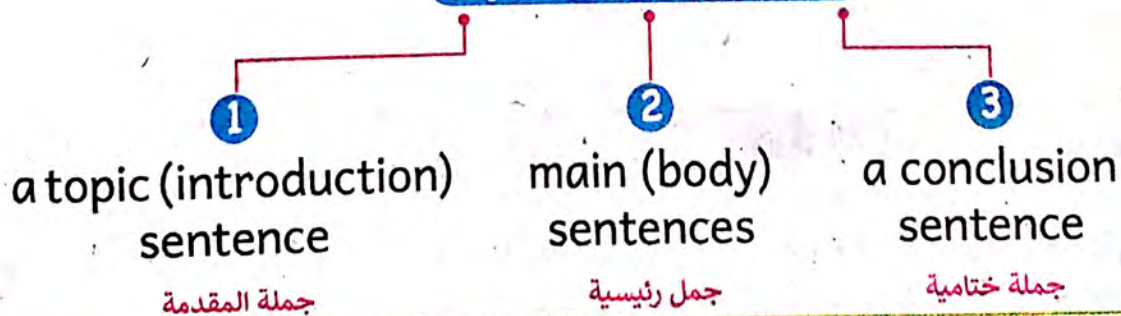 1
a topic (introduction)
sentence
جملة المقدمة
2
main (body)
sentences
جمل رئيسية
3
a conclusion
sentence
جملة ختامية